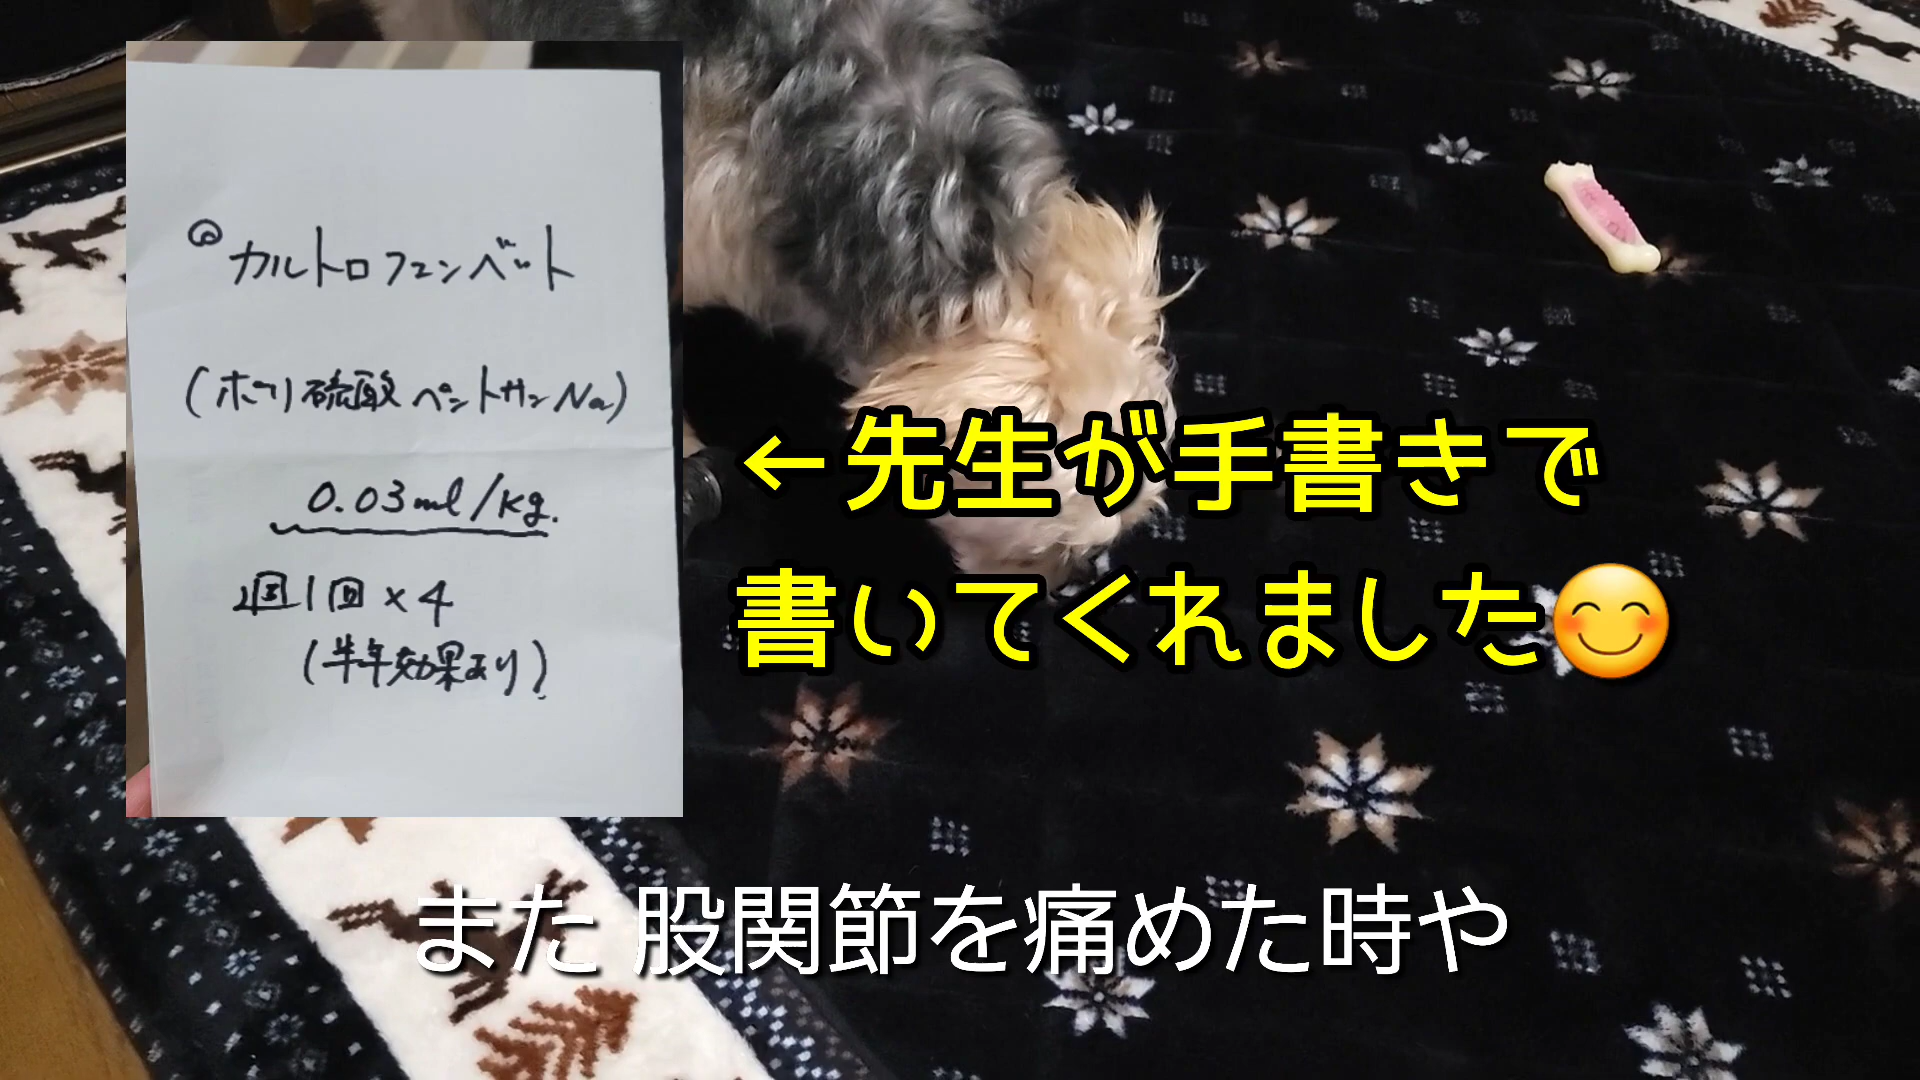 カルトロフェンベット
(ポリ硫酸ペントサンNa)
0.03ml/kg.
1回 × 4
(半年効果あり)
←先生が手書きで
書いてくれました😊
また 股関節を痛めた時や